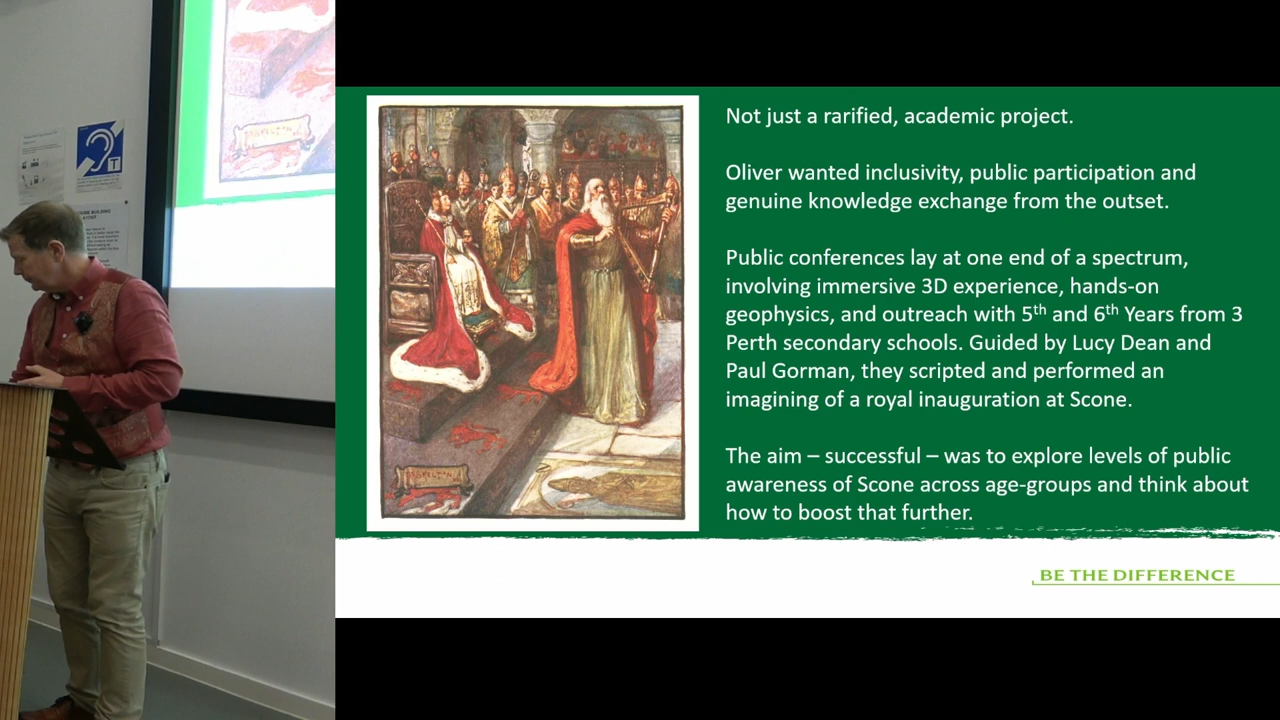 Not just a rarified, academic project.
Oliver wanted inclusivity, public participation and
genuine knowledge exchange from the outset.
Public conferences lay at one end of a spectrum,
involving immersive 3D experience, hands-on
geophysics, and outreach with 5th and 6th Years from 3
Perth secondary schools. Guided by Lucy Dean and
Paul Gorman, they scripted and performed an
imagining of a royal inauguration at Scone.
The aim – successful – was to explore levels of public
awareness of Scone across age-groups and think about
how to boost that further.
BE THE DIFFERENCE
T